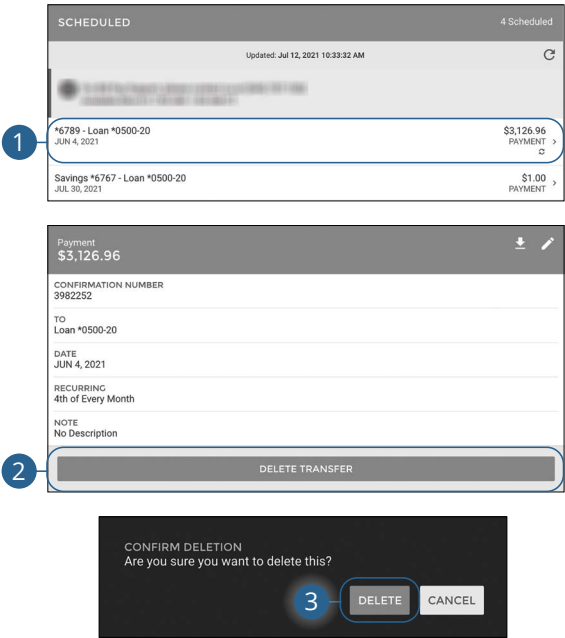 SCHEDULED 4 Scheduled
Updated: Jul 12, 2021 10:33:32 AM
1
*6789 - Loan *0500-20 $3,126.96
JUN 4, 2021 PAYMENT >
Savings *6767 - Loan *0500-20 $1.00
JUL 30, 2021 PAYMENT >
Payment
$3,126.96
CONFIRMATION NUMBER
3982252
TO
Loan *0500-20
DATE
JUN 4, 2021
RECURRING
4th of Every Month
NOTE
No Description
2
DELETE TRANSFER
CONFIRM DELETION
Are you sure you want to delete this?
3 DELETE CANCEL